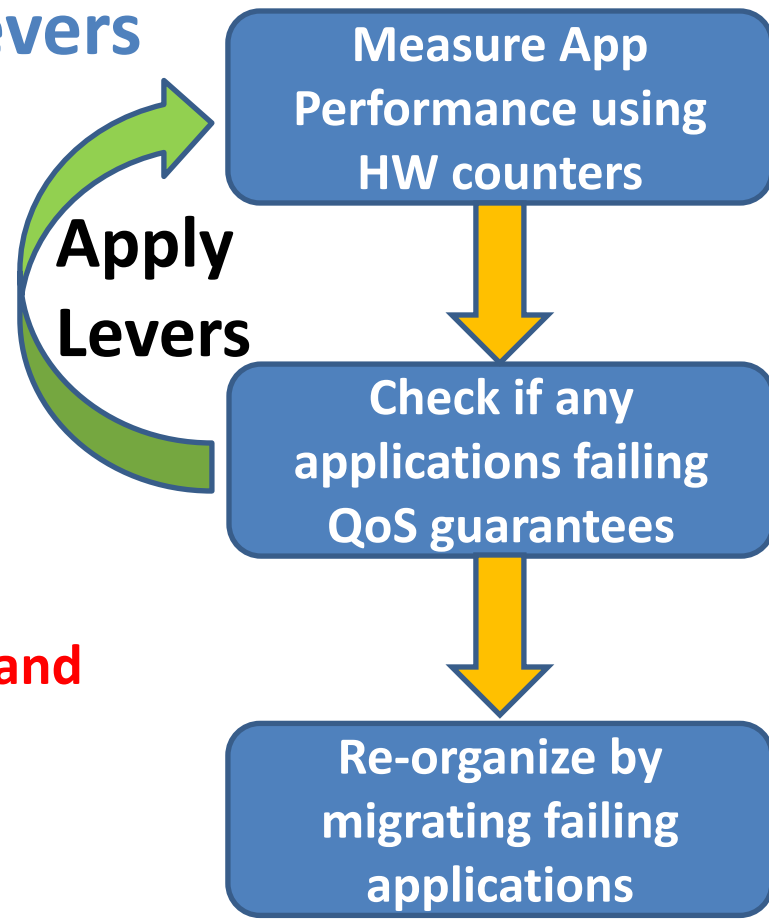 evers
Measure App
Performance using
HW counters
Apply
Levers
Check if any
applications failing
QoS guarantees
and
Re-organize by
migrating failing
applications